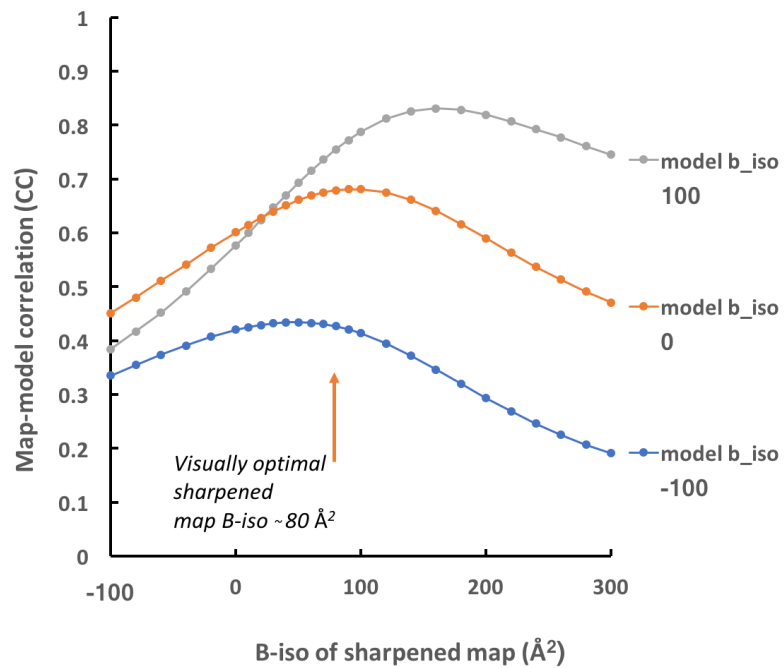 1
0.9
0.8
0.7
0.6
0.5
0.4
0.3
0.2
0.1
0
Map-model correlation (CC)
model b_iso
100
model b_iso
0
model b_iso
-100
Visually optimal
sharpened
map B-iso ~80 Å²
-100
0
100
200
300
B-iso of sharpened map (Å²)